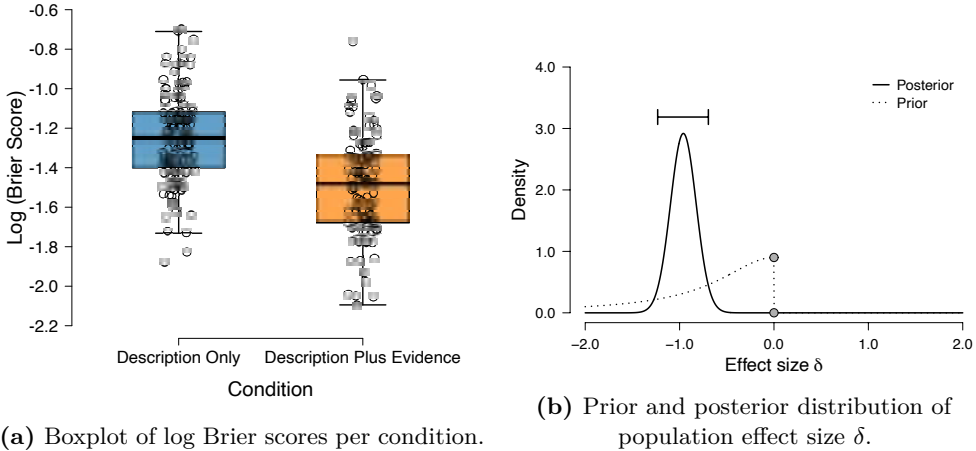 -0.6
-0.8
-1.0
-1.2
-1.4
-1.6
-1.8
-2.0
-2.2
Log (Brier Score)
Description Only
Description Plus Evidence
Condition
(a) Boxplot of log Brier scores per condition.
4.0
3.0
2.0
1.0
0.0
Density
Posterior
Prior
−2.0
−1.0
0.0
1.0
2.0
Effect size δ
(b) Prior and posterior distribution of
population effect size δ.